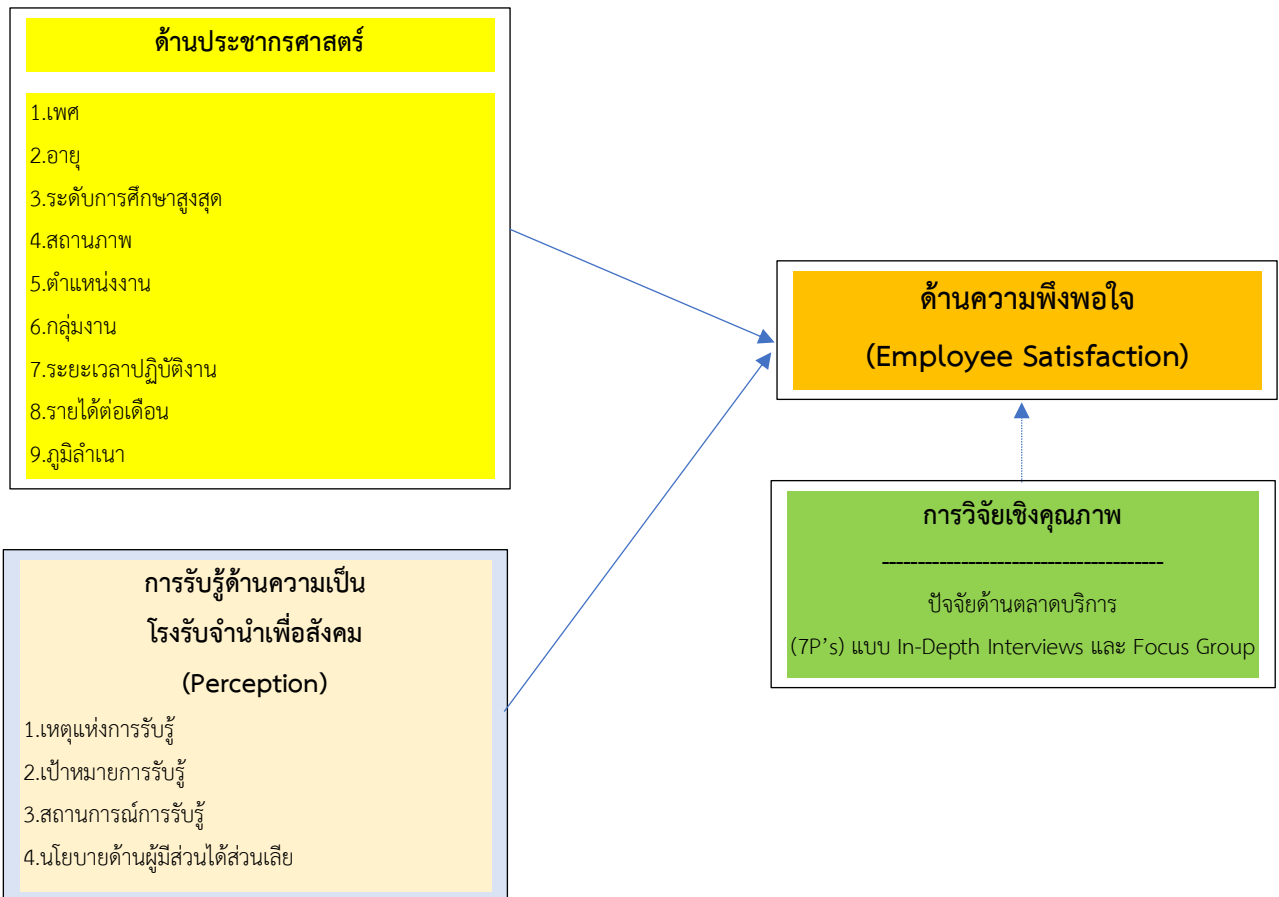 ด้านประชากรศาสตร์
1.เพศ
2.อายุ
3.ระดับการศึกษาสูงสุด
4.สถานภาพ
5.ตำแหน่งงาน
6.กลุ่มงาน
7.ระยะเวลาปฏิบัติงาน
8.รายได้ต่อเดือน
9.ภูมิลำเนา
การรับรู้ด้านความเป็น
โรงรับจำนำเพื่อสังคม
(Perception)
1.เหตุแห่งการรับรู้
2.เป้าหมายการรับรู้
3.สถานการณ์การรับรู้
4.นโยบายด้านผู้มีส่วนได้ส่วนเลีย
ด้านความพึงพอใจ
(Employee Satisfaction)
การวิจัยเชิงคุณภาพ
---------------------------------------
ปัจจัยด้านตลาดบริการ
(7P’s) แบบ In-Depth Interviews และ Focus Group